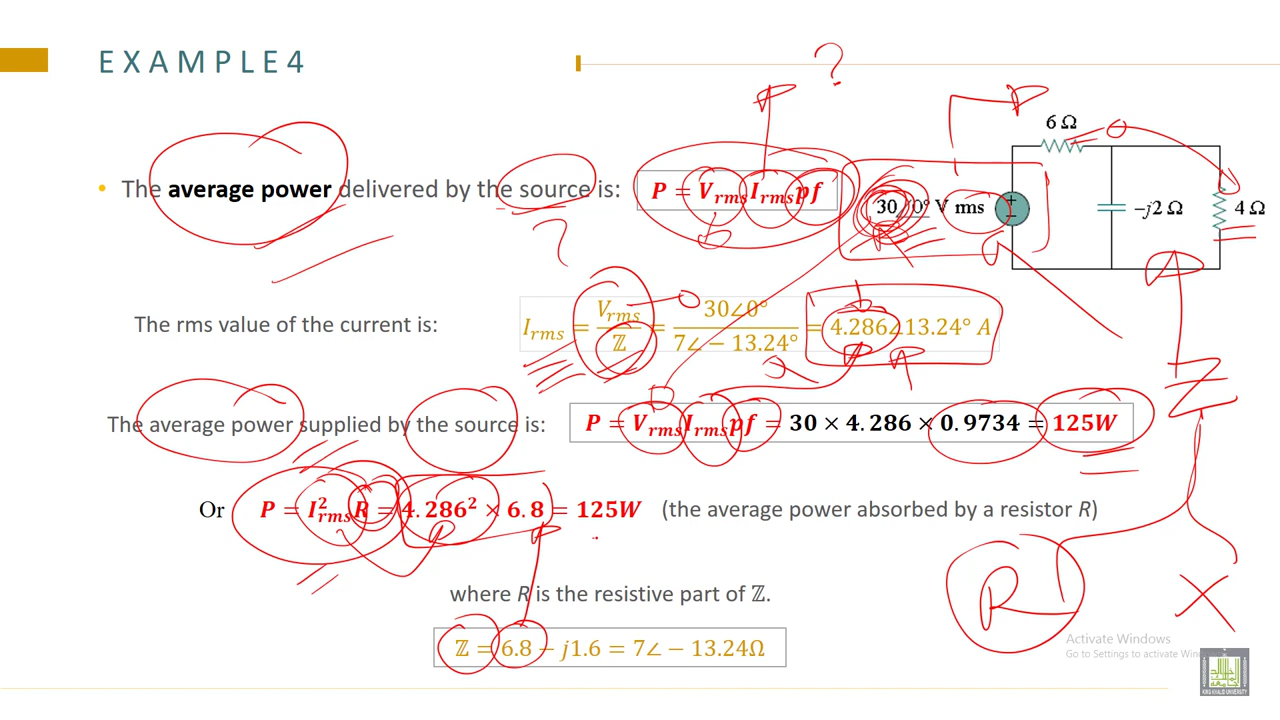 EXAMPLE4
?
6 Ω
• The average power delivered by the source is: P = V_rms I_rms pf
30∠0° V rms
−j2 Ω
4 Ω
The rms value of the current is: I_rms = V_rms / ℤ = 30∠0° / 7∠ − 13.24° = 4.286∠13.24° A
Z
The average power supplied by the source is: P = V_rms I_rms pf = 30 × 4.286 × 0.9734 = 125W
Or P = I²_rms R = 4.286² × 6.8 = 125W (the average power absorbed by a resistor R)
R X
where R is the resistive part of ℤ.
ℤ = 6.8 − j1.6 = 7∠ − 13.24Ω
Activate Windows
Go to Settings to activate Win
KING KHALID UNIVERSITY